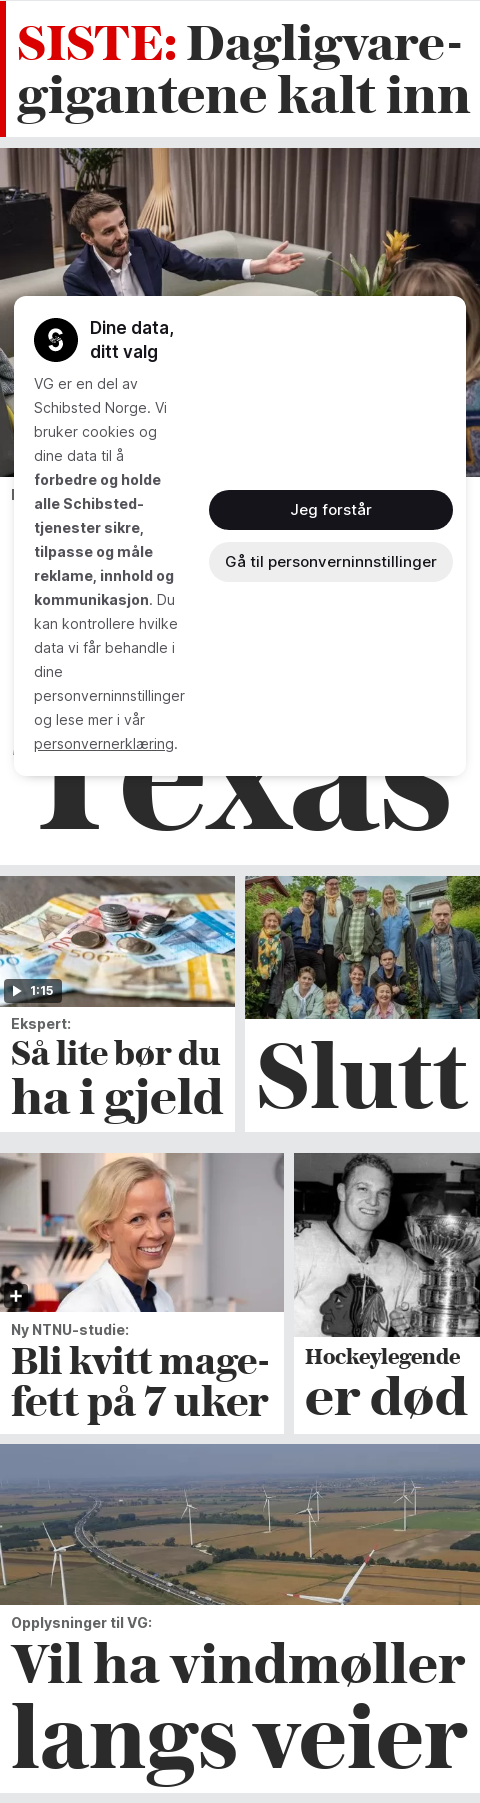 SISTE: Dagligvare-
gigantene kalt inn
Dine data,
ditt valg
VG er en del av
Schibsted Norge. Vi
bruker cookies og
dine data til å
forbedre og holde
alle Schibsted-
tjenester sikre,
tilpasse og måle
reklame, innhold og
kommunikasjon. Du
kan kontrollere hvilke
data vi får behandle i
dine
personverninnstillinger
og lese mer i vår
personvernerklæring.
Jeg forstår
Gå til personverninnstillinger
Texas
1:15
Ekspert:
Så lite bør du
ha i gjeld
Slutt
Ny NTNU-studie:
Bli kvitt mage-
fett på 7 uker
Hockeylegende
er død
Opplysninger til VG:
Vil ha vindmøller
langs veier